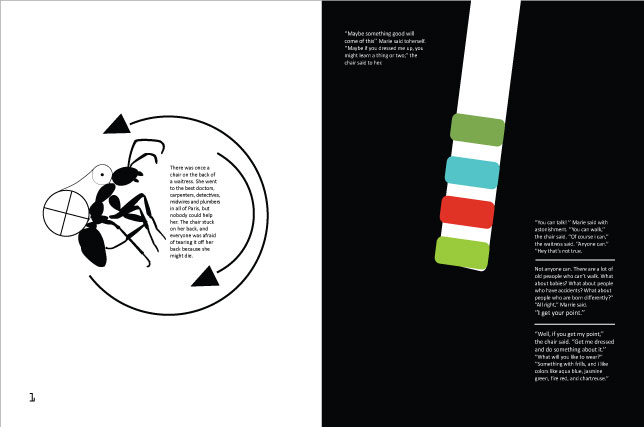 There was once a
chair on the back of
a waitress. She went
to the best doctors,
carpenters, detectives,
midwives and plumbers
in all of Paris, but
nobody could help
her. The chair stuck
on her back, and
everyone was afraid
of tearing it off her
back because she
might die.
1
"Maybe something good will
come of this" Marie said toherself.
"Maybe if you dressed me up, you
might learn a thing or two," the
chair said to her.
"You can talk!" Marie said with
astonishment. "You can walk,"
the chair said. "Of course i can,"
the waitress said. "Anyone can."
"Hey that's not true.
Not anyone can. There are a lot of
old peaople who can't walk. What
about babies? What about people
who have accidents? What about
people who are born differently?"
"All right," Marrie said.
"I get your point."
"Well, if you get my point,"
the chair said. "Get me dressed
and do something about it."
"What will you like to wear?"
"Something with frills, and i like
colors like aqua blue, jasmine
green, fire red, and chartreuse."